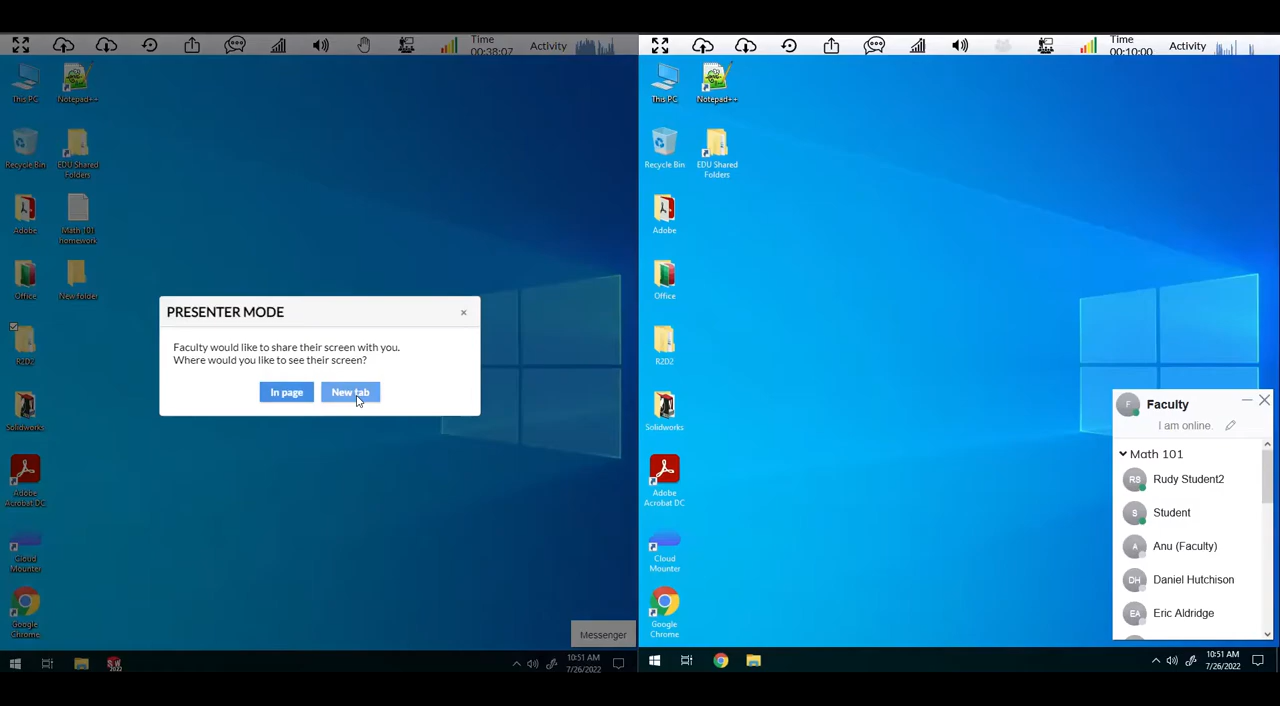 Time
00:38:07
Activity
This PC
Notepad++
Recycle Bin
EDU Shared
Folders
Adobe
Math 101
homework
Office
New folder
R2D2
Solidworks
Adobe
Acrobat DC
Cloud
Mounter
Google
Chrome
PRESENTER MODE
×
Faculty would like to share their screen with you.
Where would you like to see their screen?
In page
New tab
Messenger
SW
2022
10:51 AM
7/26/2022
Time
00:10:00
Activity
This PC
Notepad++
Recycle Bin
EDU Shared
Folders
Adobe
Office
R2D2
Solidworks
Adobe
Acrobat DC
Cloud
Mounter
Google
Chrome
F
Faculty
I am online.
Math 101
RS
Rudy Student2
S
Student
A
Anu (Faculty)
DH
Daniel Hutchison
EA
Eric Aldridge
10:51 AM
7/26/2022